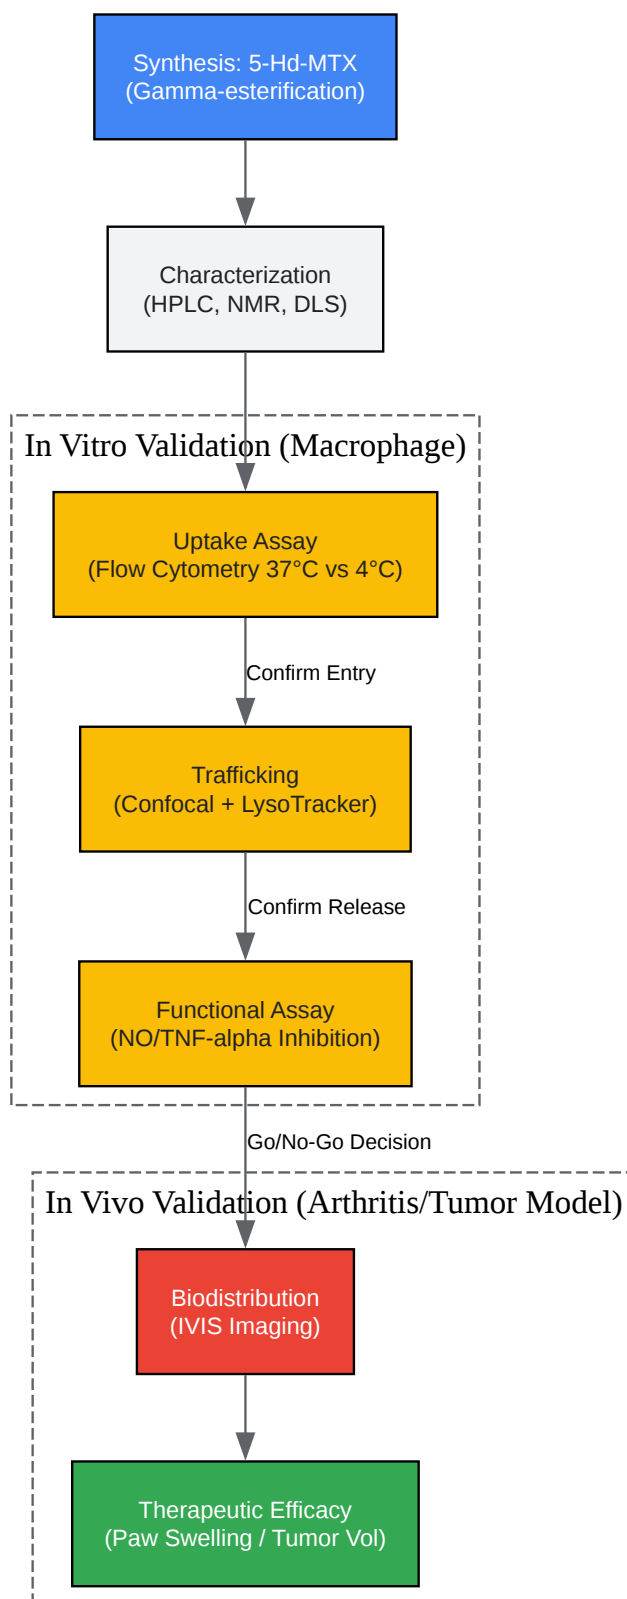 Synthesis: 5-Hd-MTX
(Gamma-esterification)
Characterization
(HPLC, NMR, DLS)
In Vitro Validation (Macrophage)
Uptake Assay
(Flow Cytometry 37°C vs 4°C)
Confirm Entry
Trafficking
(Confocal + LysoTracker)
Confirm Release
Functional Assay
(NO/TNF-alpha Inhibition)
Go/No-Go Decision
In Vivo Validation (Arthritis/Tumor Model)
Biodistribution
(IVIS Imaging)
Therapeutic Efficacy
(Paw Swelling / Tumor Vol)